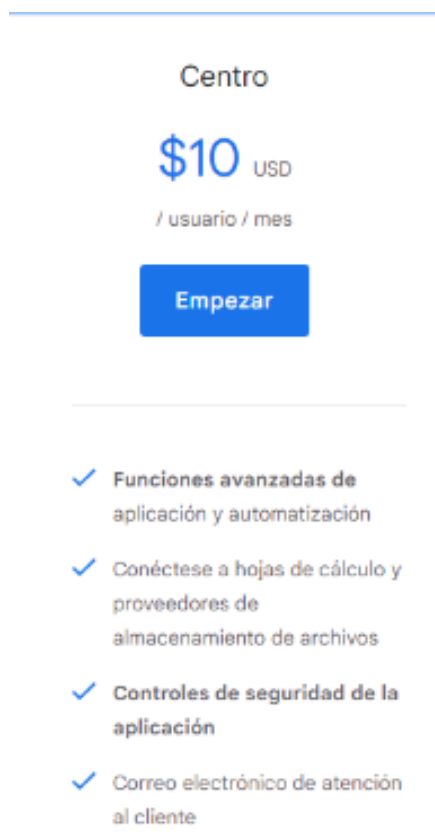 Centro
$10 USD
/ usuario / mes
Empezar
Funciones avanzadas de
aplicación y automatización
Conéctese a hojas de cálculo y
proveedores de
almacenamiento de archivos
Controles de seguridad de la
aplicación
Correo electrónico de atención
al cliente